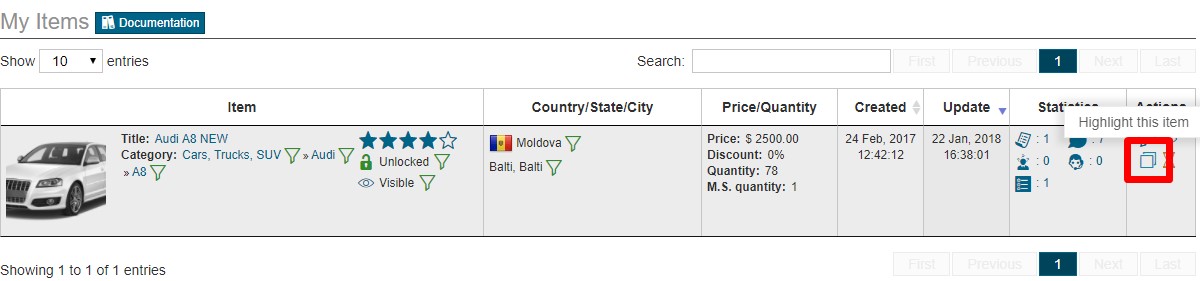 My Items Documentation
Show 10 entries Search: First Previous 1 Next Last
Item Country/State/City Price/Quantity Created Update Statistics Actions
Highlight this item
Title: Audi A8 NEW Moldova Price: $ 2500.00 24 Feb, 2017 22 Jan, 2018 : 1 : 7
Category: Cars, Trucks, SUV » Audi Unlocked Discount: 0% 12:42:12 16:38:01
» A8 Balti, Balti Quantity: 78 : 0 : 0
Visible M.S. quantity: 1 : 1
Showing 1 to 1 of 1 entries First Previous 1 Next Last